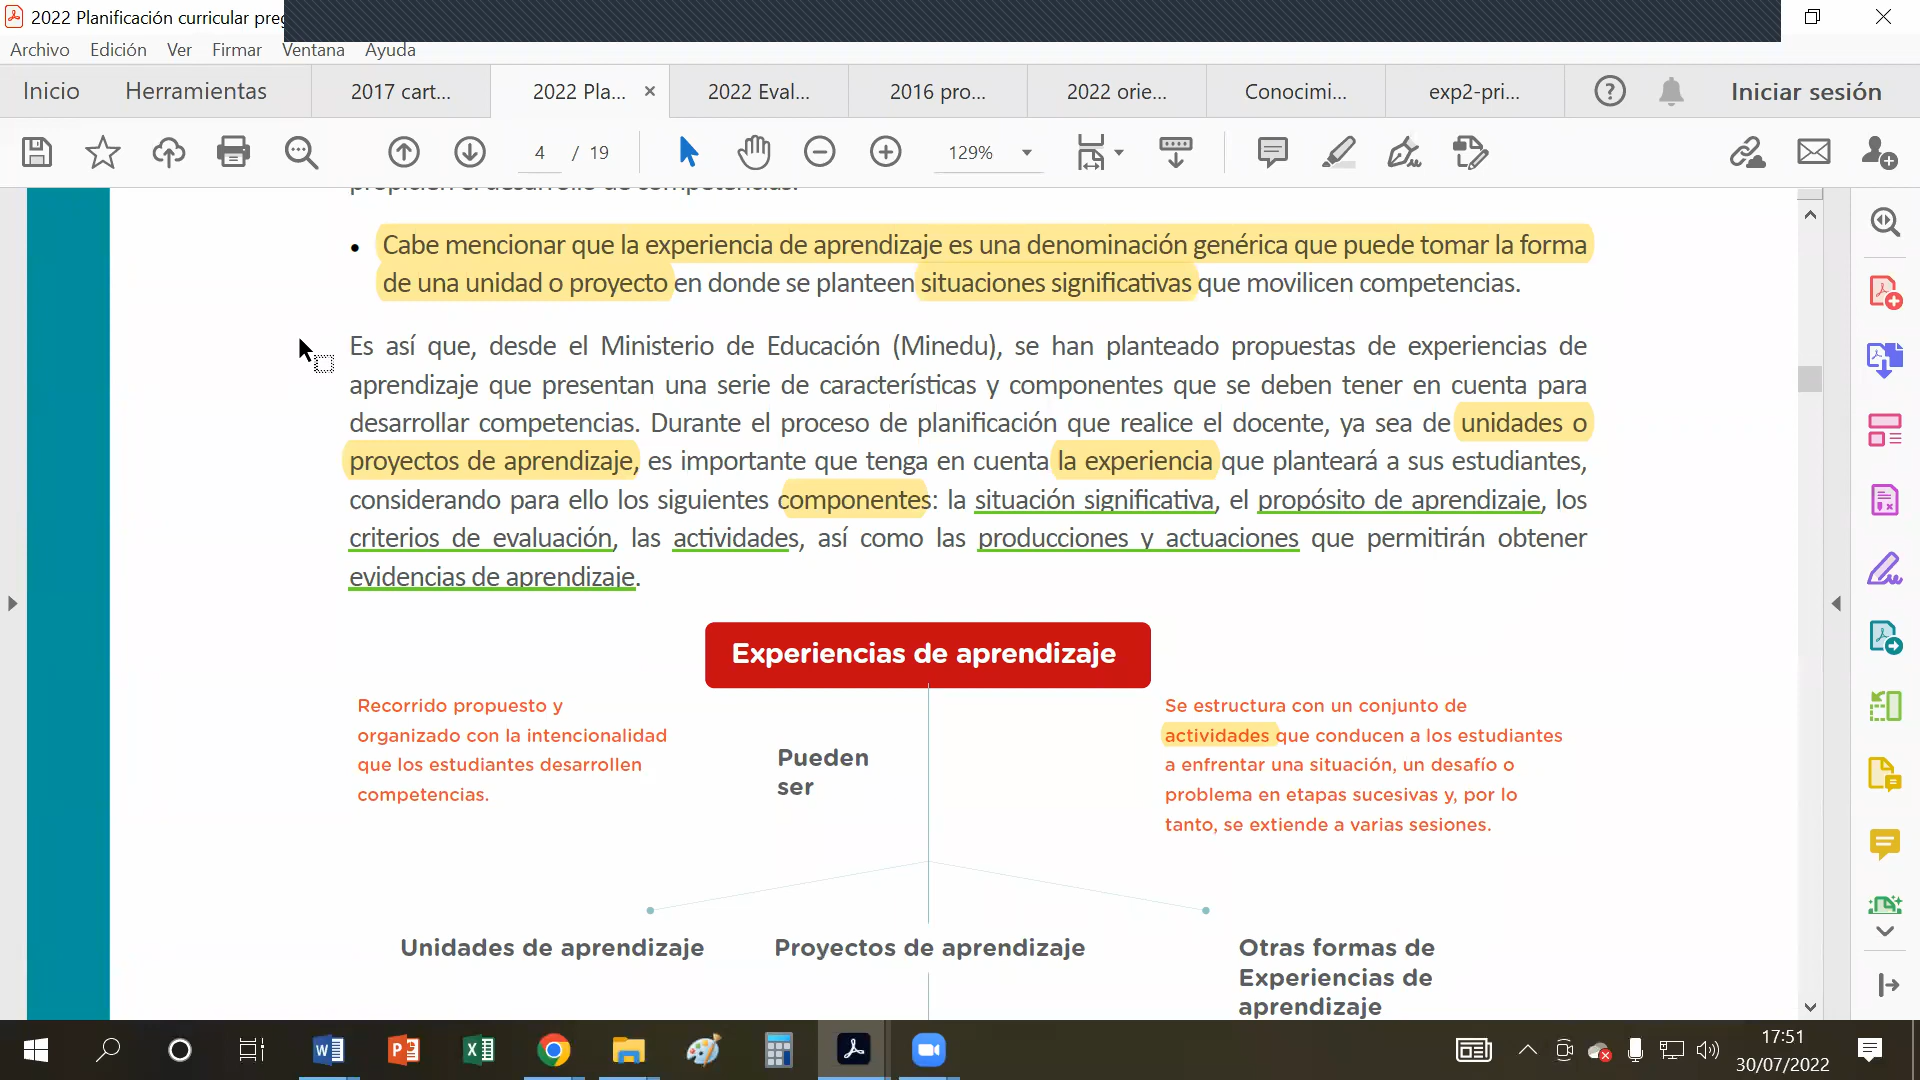 2022 Planificación curricular
Archivo Edición Ver Firmar Ventana Ayuda
Inicio Herramientas 2017 cart... 2022 Pla... × 2022 Eval... 2016 pro... 2022 orie... Conocimi... exp2-pri... Iniciar sesión
4 / 19 129%
propicien el desarrollo de competencias.
• Cabe mencionar que la experiencia de aprendizaje es una denominación genérica que puede tomar la forma
de una unidad o proyecto en donde se planteen situaciones significativas que movilicen competencias.
Es así que, desde el Ministerio de Educación (Minedu), se han planteado propuestas de experiencias de
aprendizaje que presentan una serie de características y componentes que se deben tener en cuenta para
desarrollar competencias. Durante el proceso de planificación que realice el docente, ya sea de unidades o
proyectos de aprendizaje, es importante que tenga en cuenta la experiencia que planteará a sus estudiantes,
considerando para ello los siguientes componentes: la situación significativa, el propósito de aprendizaje, los
criterios de evaluación, las actividades, así como las producciones y actuaciones que permitirán obtener
evidencias de aprendizaje.
Experiencias de aprendizaje
Recorrido propuesto y
organizado con la intencionalidad
que los estudiantes desarrollen
competencias.
Pueden
ser
Se estructura con un conjunto de
actividades que conducen a los estudiantes
a enfrentar una situación, un desafío o
problema en etapas sucesivas y, por lo
tanto, se extiende a varias sesiones.
Unidades de aprendizaje
Proyectos de aprendizaje
Otras formas de
Experiencias de
aprendizaje
17:51
30/07/2022